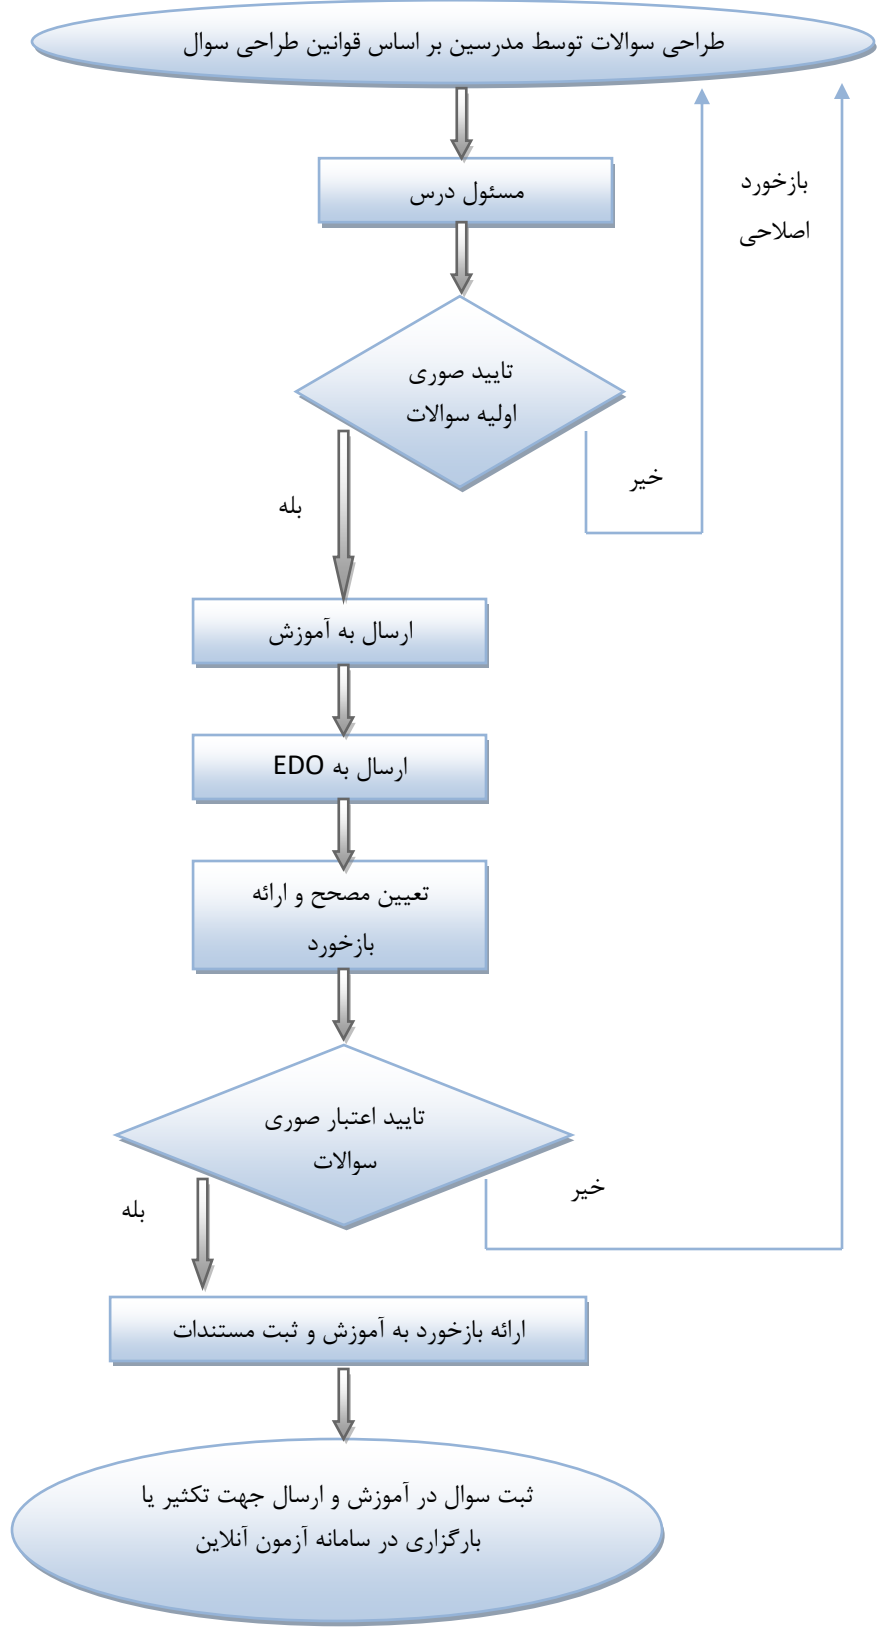 طراحی سوالات توسط مدرسین بر اساس قوانین طراحی سوال
بازخورد
اصلاحی
مسئول درس
تایید صوری
اولیه سوالات
خیر
بله
ارسال به آموزش
ارسال به EDO
تعیین مصحح و ارائه
بازخورد
تایید اعتبار صوری
سوالات
خیر
بله
ارائه بازخورد به آموزش و ثبت مستندات
ثبت سوال در آموزش و ارسال جهت تکثیر یا
بارگزاری در سامانه آزمون آنلاین